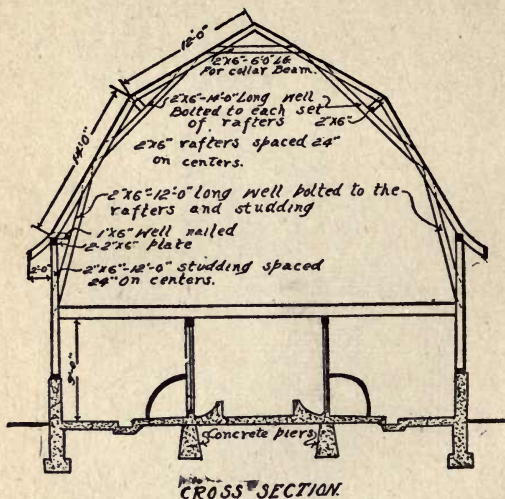 12'-0"
2"X6"-6'-0" LG.
For collar Beam.
14'-0"
2"X6"-14'-0" Long well
Bolted to each set
of rafters
2"X6"
2"X6" rafters spaced 24"
on centers.
2"X6"-12'-0" long well bolted to the
rafters and studding
1"X6" well nailed
2-2"X6" plate
2'-0"
2"X6"-12'-0" studding spaced
24" on centers.
Concrete piers
CROSS SECTION.